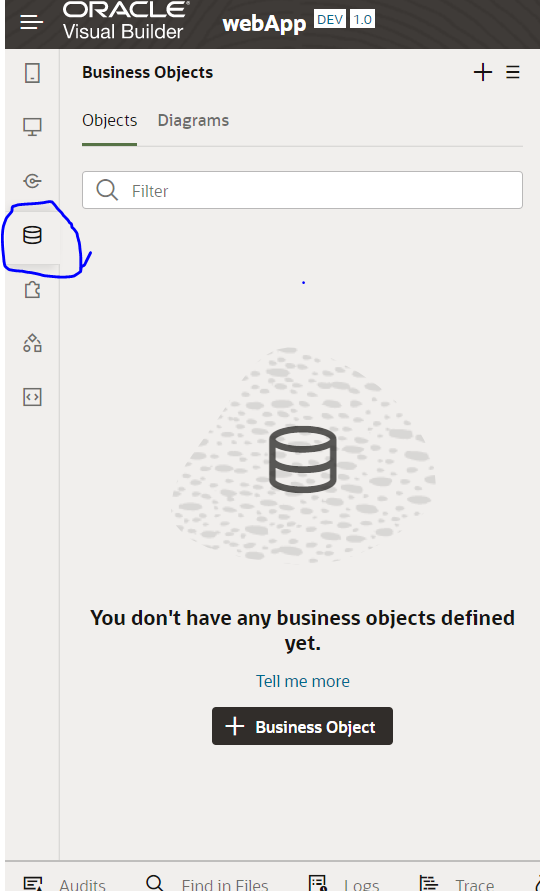 ORACLE®
Visual Builder
webApp DEV 1.0
Business Objects
Objects Diagrams
Filter
You don't have any business objects defined
yet.
Tell me more
Business Object
Audits Find in Files Logs Trace